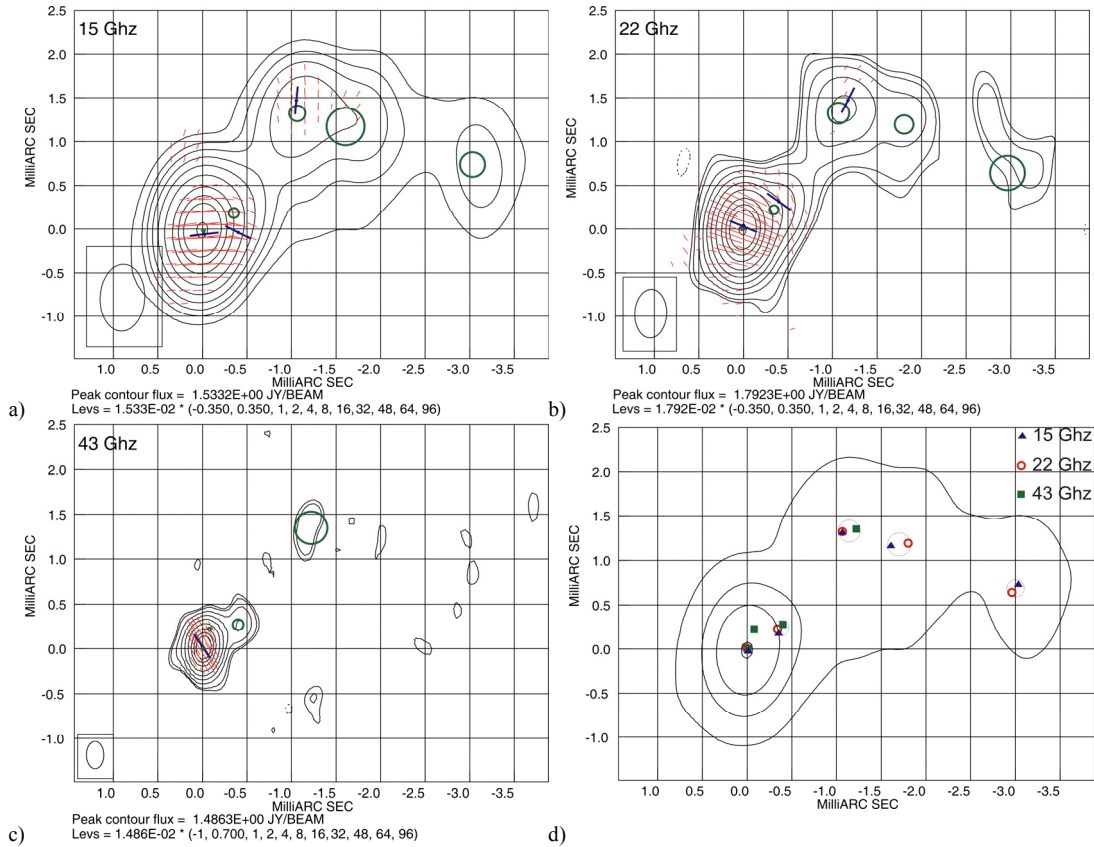 15 Ghz
2.5
2.0
1.5
1.0
0.5
0.0
-0.5
-1.0
MilliARC SEC
1.0 0.5 0.0 -0.5 -1.0 -1.5 -2.0 -2.5 -3.0 -3.5
MilliARC SEC
Peak contour flux = 1.5332E+00 JY/BEAM
Levs = 1.533E-02 * (-0.350, 0.350, 1, 2, 4, 8, 16,32, 48, 64, 96)
a)
22 Ghz
2.5
2.0
1.5
1.0
0.5
0.0
-0.5
-1.0
MilliARC SEC
1.0 0.5 0.0 -0.5 -1.0 -1.5 -2.0 -2.5 -3.0 -3.5
MilliARC SEC
Peak contour flux = 1.7923E+00 JY/BEAM
Levs = 1.792E-02 * (-0.350, 0.350, 1, 2, 4, 8, 16,32, 48, 64, 96)
b)
43 Ghz
2.5
2.0
1.5
1.0
0.5
0.0
-0.5
-1.0
MilliARC SEC
1.0 0.5 0.0 -0.5 -1.0 -1.5 -2.0 -2.5 -3.0 -3.5
MilliARC SEC
Peak contour flux = 1.4863E+00 JY/BEAM
Levs = 1.486E-02 * (-1, 0.700, 1, 2, 4, 8, 16,32, 48, 64, 96)
c)
15 Ghz
22 Ghz
43 Ghz
2.5
2.0
1.5
1.0
0.5
0.0
-0.5
-1.0
MilliARC SEC
1.0 0.5 0.0 -0.5 -1.0 -1.5 -2.0 -2.5 -3.0 -3.5
MilliARC SEC
d)